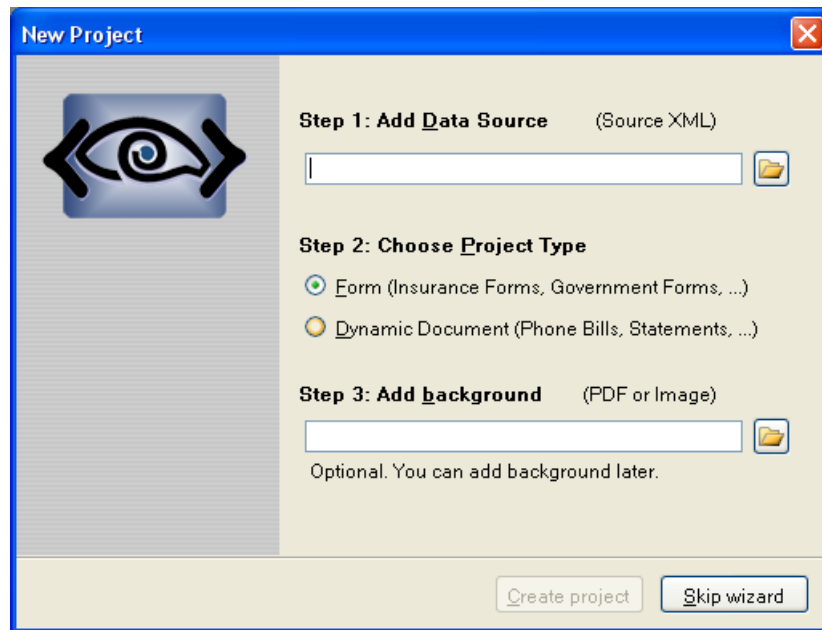 New Project
Step 1: Add Data Source (Source XML)
Step 2: Choose Project Type
Form (Insurance Forms, Government Forms, ...)
Dynamic Document (Phone Bills, Statements, ...)
Step 3: Add background (PDF or Image)
Optional. You can add background later.
Create project Skip wizard